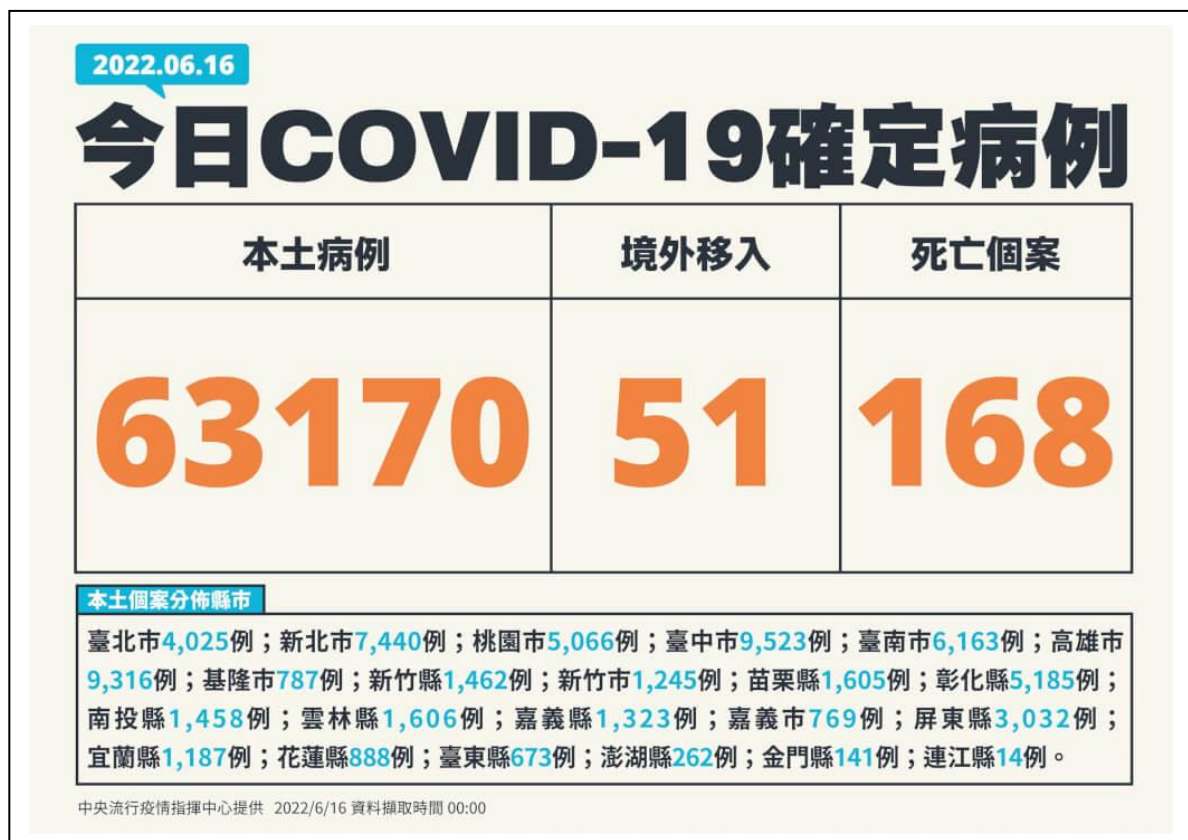 2022.06.16
今日COVID-19確定病例
本土病例
境外移入
死亡個案
63170
51
168
本土個案分佈縣市
臺北市4,025例；新北市7,440例；桃園市5,066例；臺中市9,523例；臺南市6,163例；高雄市
9,316例；基隆市787例；新竹縣1,462例；新竹市1,245例；苗栗縣1,605例；彰化縣5,185例；
南投縣1,458例；雲林縣1,606例；嘉義縣1,323例；嘉義市769例；屏東縣3,032例；
宜蘭縣1,187例；花蓮縣888例；臺東縣673例；澎湖縣262例；金門縣141例；連江縣14例。
中央流行疫情指揮中心提供 2022/6/16 資料擷取時間 00:00